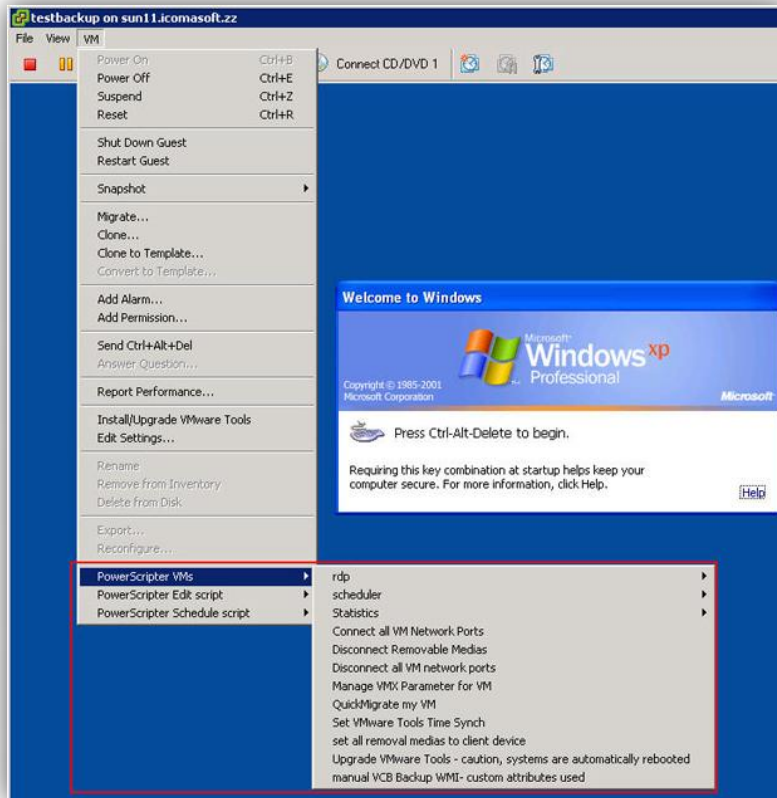 testbackup on sun11.icomasoft.zz
File View VM
Connect CD/DVD 1
Power On Ctrl+B
Power Off Ctrl+E
Suspend Ctrl+Z
Reset Ctrl+R
Shut Down Guest
Restart Guest
Snapshot
Migrate...
Clone...
Clone to Template...
Convert to Template...
Add Alarm...
Add Permission...
Send Ctrl+Alt+Del
Answer Question...
Report Performance...
Install/Upgrade VMware Tools
Edit Settings...
Rename
Remove from Inventory
Delete from Disk
Export...
Reconfigure...
PowerScripter VMs
PowerScripter Edit script
PowerScripter Schedule script
rdp
scheduler
Statistics
Connect all VM Network Ports
Disconnect Removable Medias
Disconnect all VM network ports
Manage VMX Parameter for VM
QuickMigrate my VM
Set VMware Tools Time Synch
set all removal medias to client device
Upgrade VMware Tools - caution, systems are automatically rebooted
manual VCB Backup WMI- custom attributes used
Welcome to Windows
Microsoft
Windows xp
Professional
Copyright © 1985-2001
Microsoft Corporation
Microsoft
Press Ctrl-Alt-Delete to begin.
Requiring this key combination at startup helps keep your
computer secure. For more information, click Help.
Help